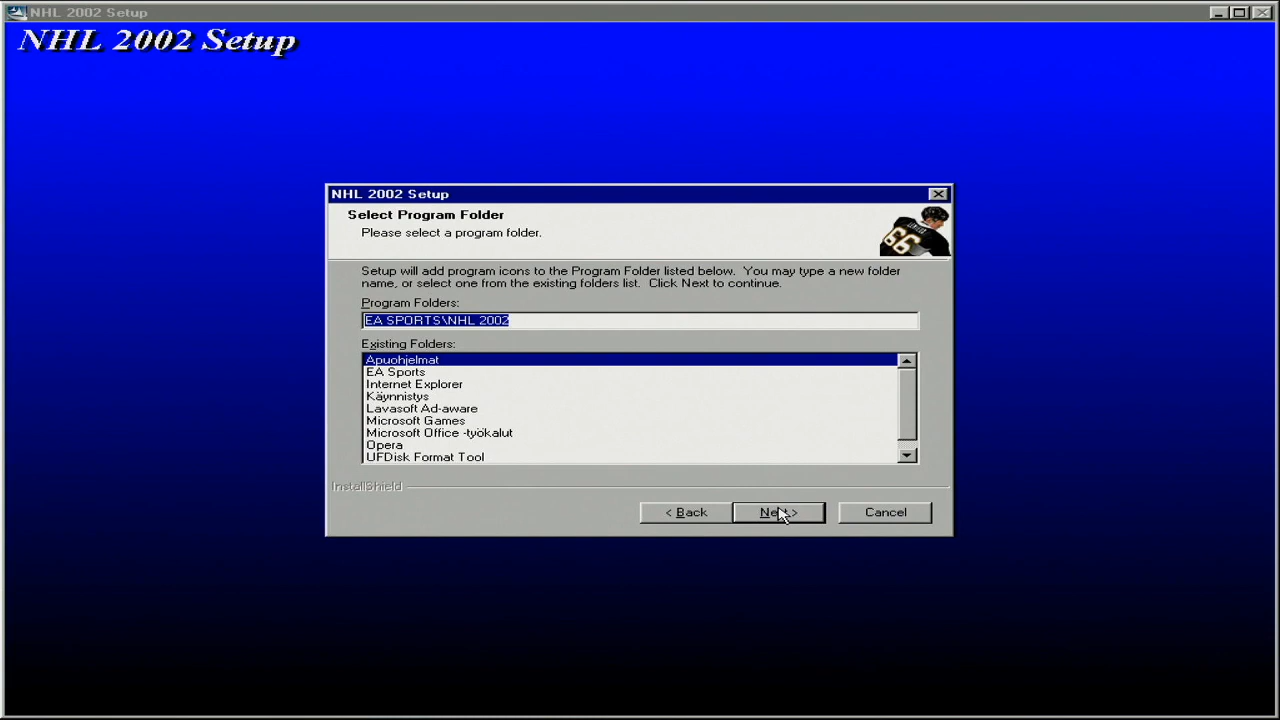 NHL 2002 Setup
NHL 2002 Setup
NHL 2002 Setup
Select Program Folder
Please select a program folder.
66
Setup will add program icons to the Program Folder listed below. You may type a new folder
name, or select one from the existing folders list. Click Next to continue.
Program Folders:
EA SPORTS\NHL 2002
Existing Folders:
Apuohjelmat
EA Sports
Internet Explorer
Käynnistys
Lavasoft Ad-aware
Microsoft Games
Microsoft Office -työkalut
Opera
UFDisk Format Tool
InstallShield
< Back
Next >
Cancel